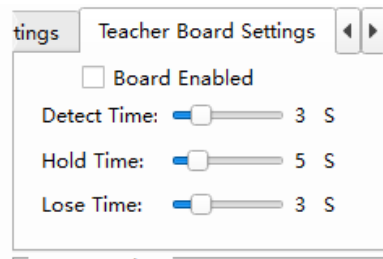 tings Teacher Board Settings
Board Enabled
Detect Time: 3 S
Hold Time: 5 S
Lose Time: 3 S